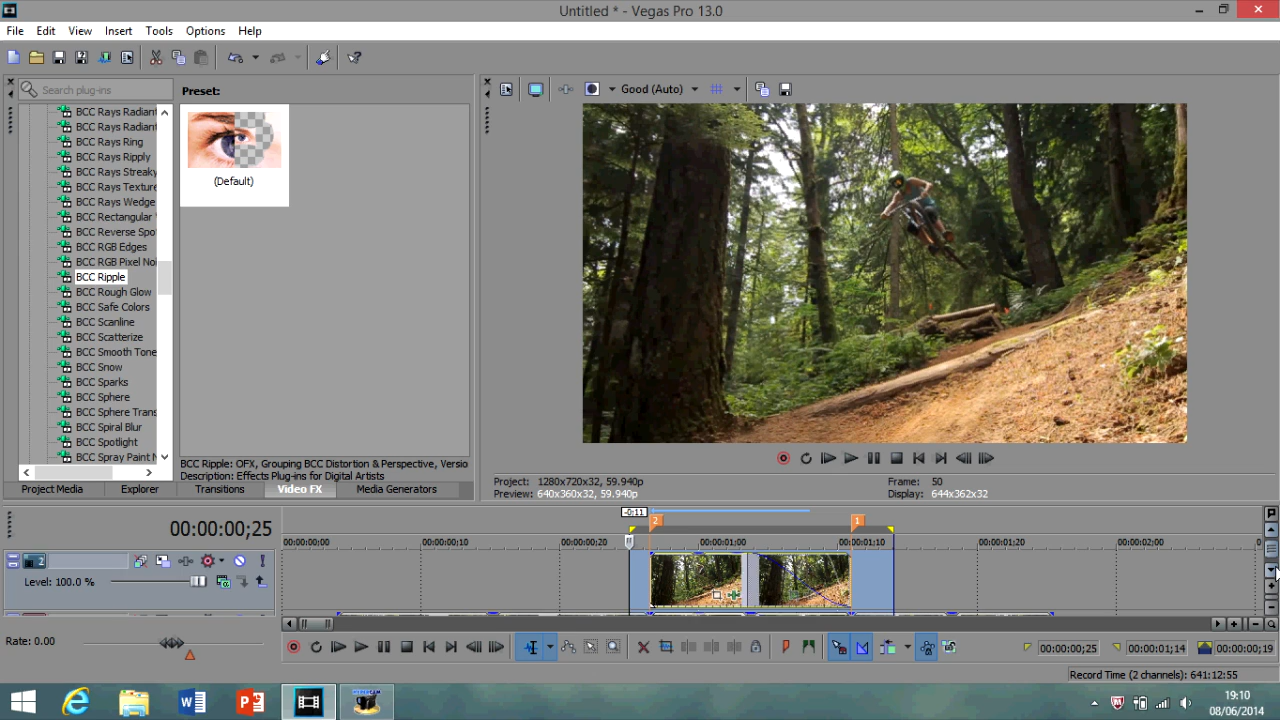 Untitled * - Vegas Pro 13.0
File Edit View Insert Tools Options Help
Search plug-ins
Preset:
Good (Auto)
BCC Rays Radiant
BCC Rays Radiant
BCC Rays Ring
BCC Rays Ripply
BCC Rays Streaky
BCC Rays Texture
BCC Rays Wedge
BCC Rectangular
BCC Reverse Spo
BCC RGB Edges
BCC RGB Pixel Noi
BCC Ripple
BCC Rough Glow
BCC Safe Colors
BCC Scanline
BCC Scatterize
BCC Smooth Tone
BCC Snow
BCC Sparks
BCC Sphere
BCC Sphere Trans
BCC Spiral Blur
BCC Spotlight
BCC Spray Paint N
(Default)
BCC Ripple: OFX, Grouping BCC Distortion & Perspective, Versio
Description: Effects Plug-ins for Digital Artists
Project Media Explorer Transitions Video FX Media Generators
Project: 1280x720x32, 59.940p
Preview: 640x360x32, 59.940p
Frame: 50
Display: 644x362x32
00:00:00;25
-0;11
2
1
00:00:00;00 00:00:00;10 00:00:00;20 00:00:01;00 00:00:01;10 00:00:01;20 00:00:02;00 0
2
Level: 100.0 %
Rate: 0.00
00:00:00;25 00:00:01;14 00:00:00;19
Record Time (2 channels): 641:12:55
19:10
08/06/2014